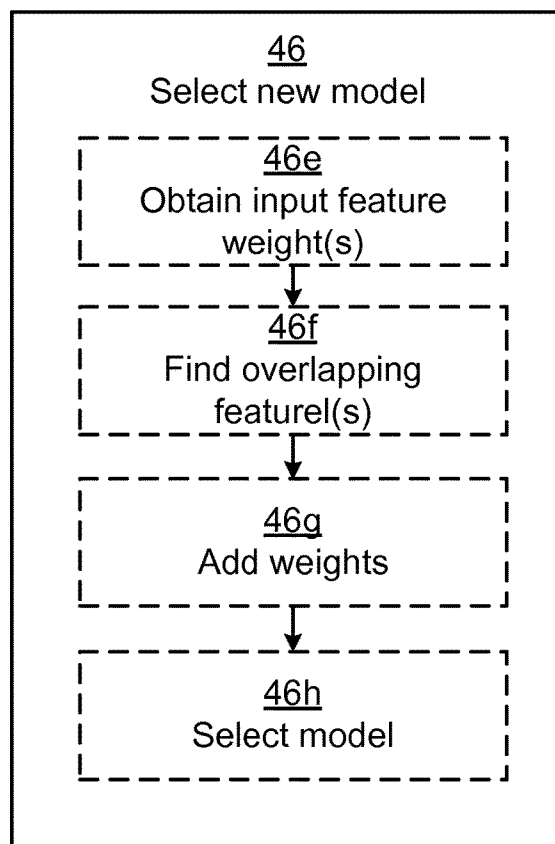 46
Select new model
46e
Obtain input feature
weight(s)
46f
Find overlapping
featurel(s)
46g
Add weights
46h
Select model